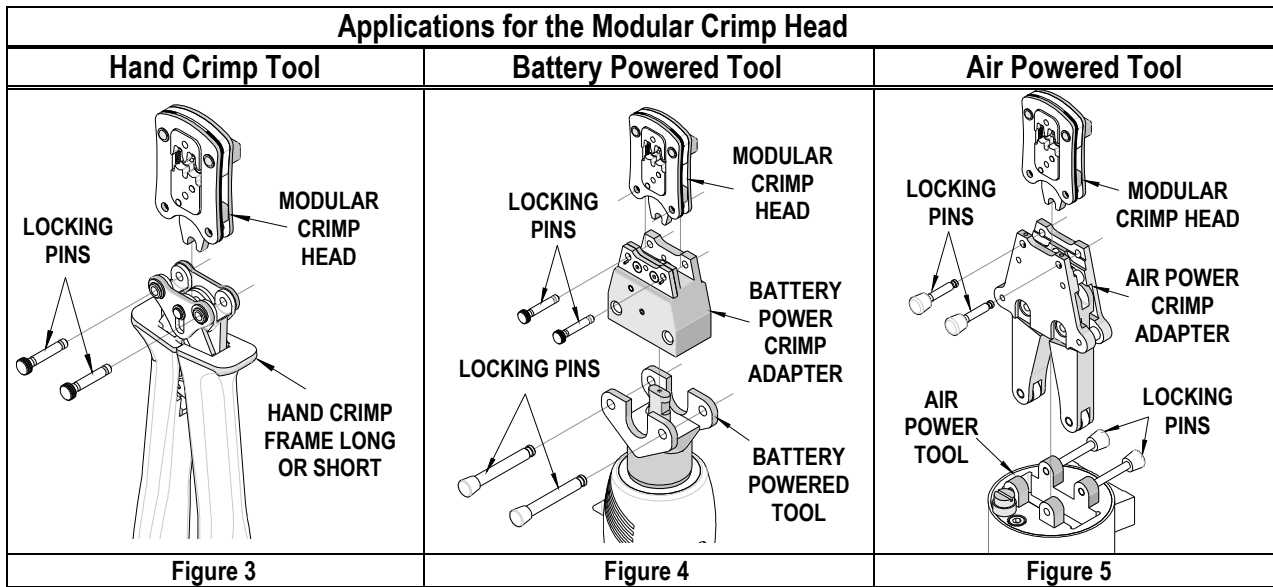 Applications for the Modular Crimp Head
Hand Crimp Tool
Battery Powered Tool
Air Powered Tool
LOCKING
PINS
MODULAR
CRIMP
HEAD
HAND CRIMP
FRAME LONG
OR SHORT
LOCKING
PINS
MODULAR
CRIMP
HEAD
BATTERY
POWER
CRIMP
ADAPTER
LOCKING PINS
BATTERY
POWERED
TOOL
LOCKING
PINS
MODULAR
CRIMP HEAD
AIR POWER
CRIMP
ADAPTER
AIR
POWER
TOOL
LOCKING
PINS
Figure 3
Figure 4
Figure 5